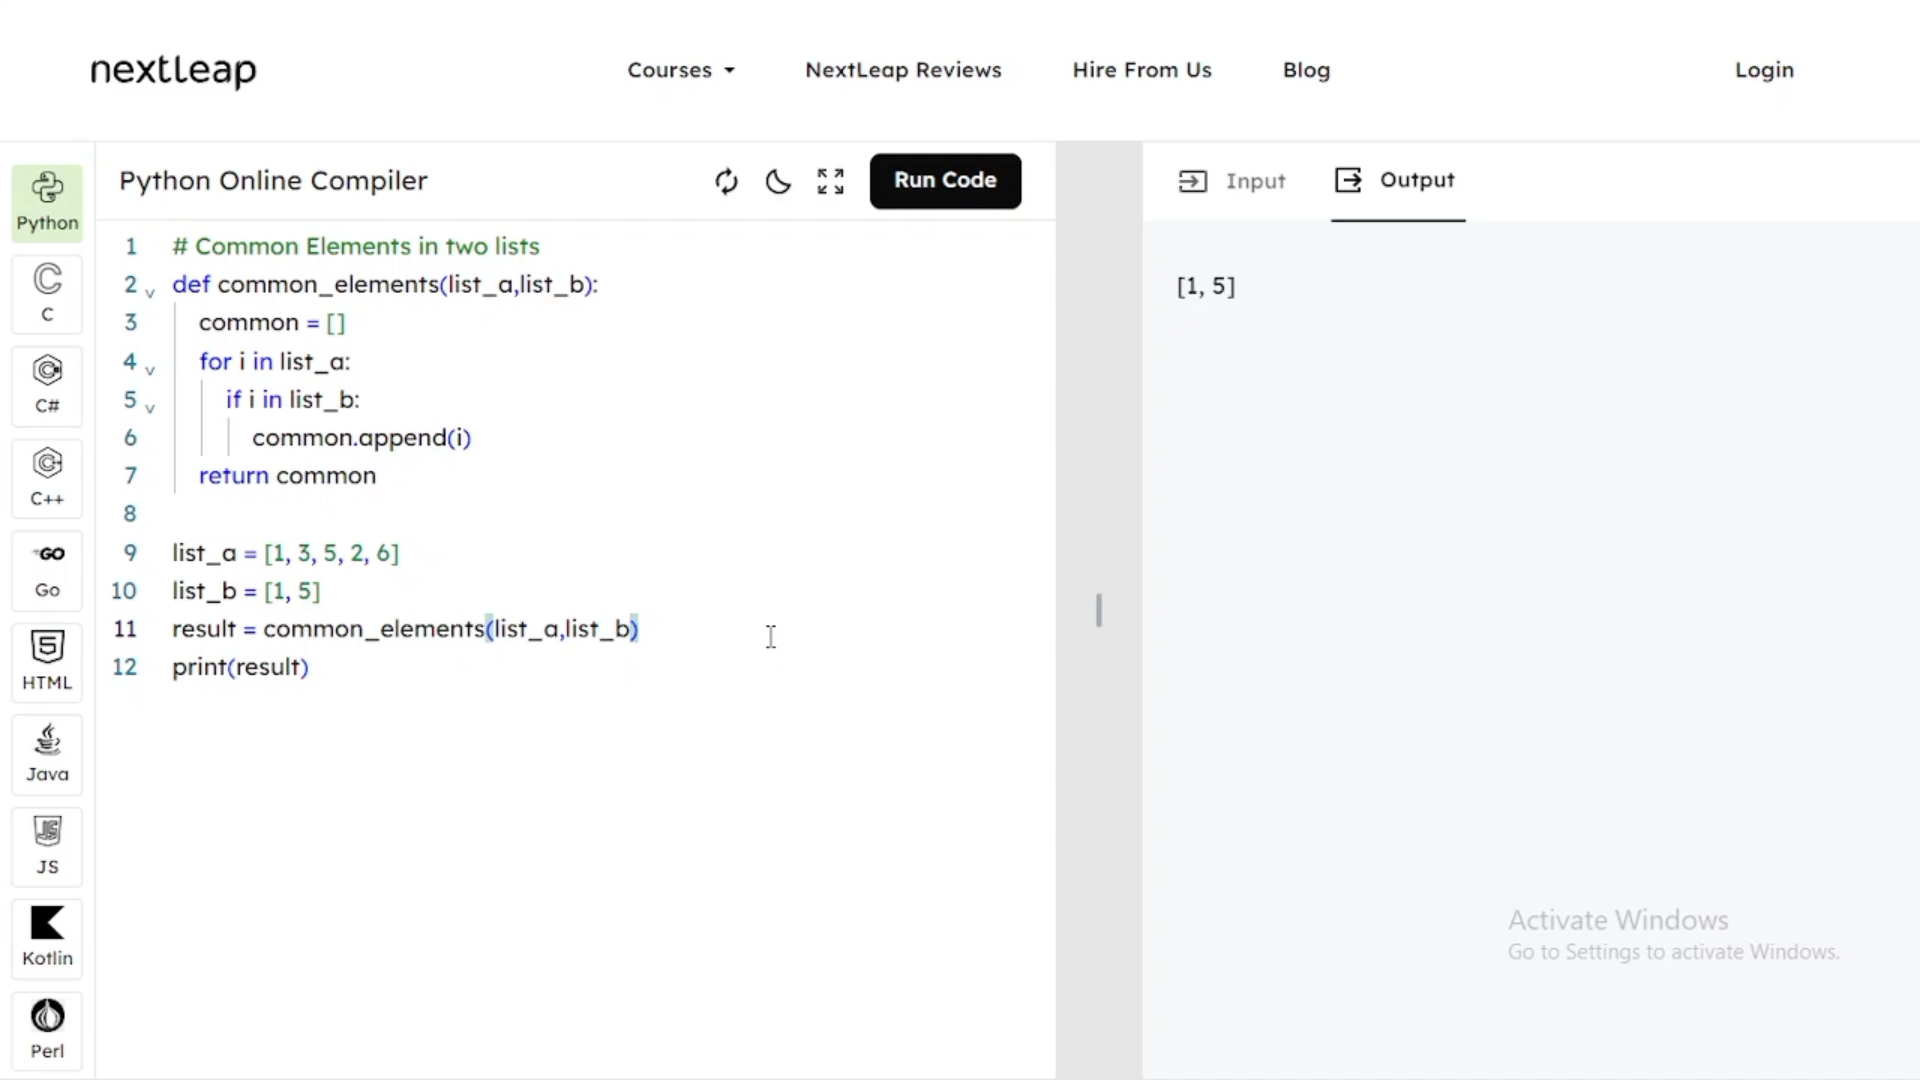 nextleap
Courses
NextLeap Reviews
Hire From Us
Blog
Login
Python
C
C#
C++
GO
Go
HTML
Java
JS
JS
Kotlin
Perl
Python Online Compiler
Run Code
1 # Common Elements in two lists
2 def common_elements(list_a,list_b):
3 common = []
4 for i in list_a:
5 if i in list_b:
6 common.append(i)
7 return common
8
9 list_a = [1, 3, 5, 2, 6]
10 list_b = [1, 5]
11 result = common_elements(list_a,list_b)
12 print(result)
Input
Output
[1, 5]
Activate Windows
Go to Settings to activate Windows.